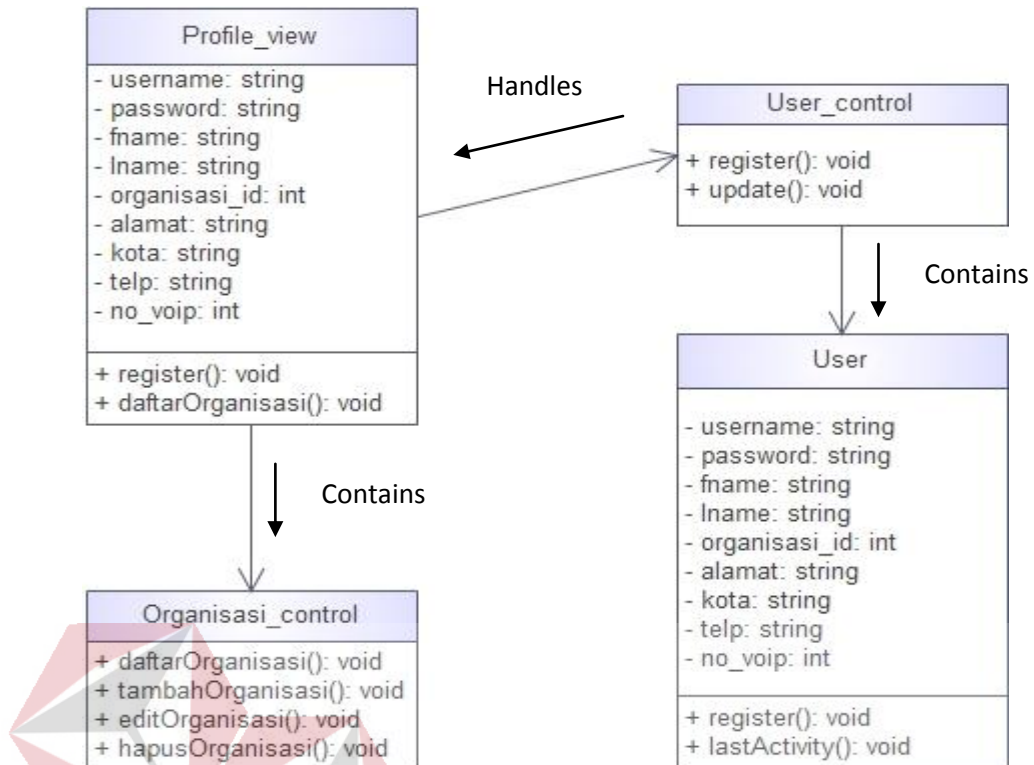 Profile_view
- username: string
- password: string
- fname: string
- lname: string
- organisasi_id: int
- alamat: string
- kota: string
- telp: string
- no_voip: int
+ register(): void
+ daftarOrganisasi(): void
Handles
User_control
+ register(): void
+ update(): void
Contains
User
- username: string
- password: string
- fname: string
- lname: string
- organisasi_id: int
- alamat: string
- kota: string
- telp: string
- no_voip: int
+ register(): void
+ lastActivity(): void
Contains
Organisasi_control
+ daftarOrganisasi(): void
+ tambahOrganisasi(): void
+ editOrganisasi(): void
+ hapusOrganisasi(): void